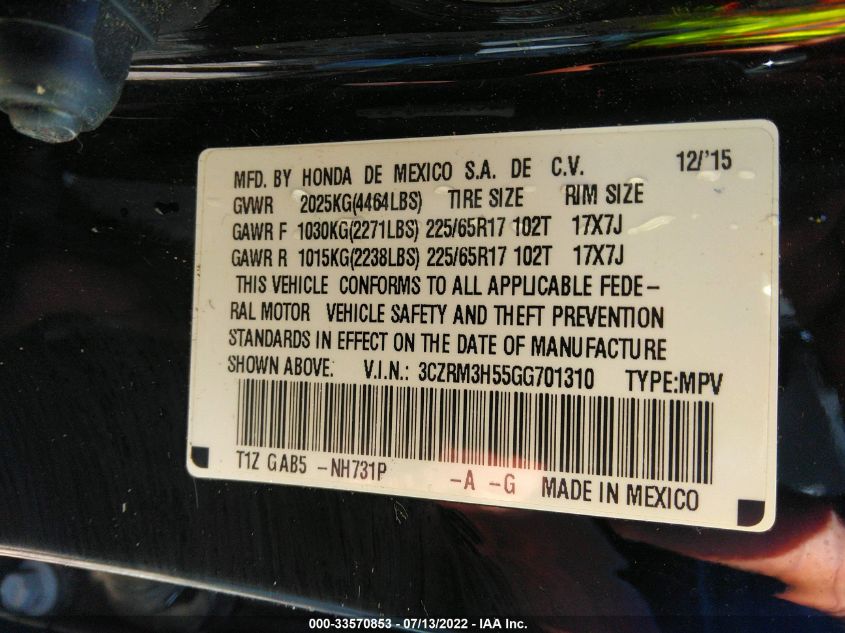 MFD. BY HONDA DE MEXICO S.A. DE C.V. 12/'15
GVWR 2025KG(4464LBS) TIRE SIZE RIM SIZE
GAWR F 1030KG(2271LBS) 225/65R17 102T 17X7J
GAWR R 1015KG(2238LBS) 225/65R17 102T 17X7J
THIS VEHICLE CONFORMS TO ALL APPLICABLE FEDE-
RAL MOTOR VEHICLE SAFETY AND THEFT PREVENTION
STANDARDS IN EFFECT ON THE DATE OF MANUFACTURE
SHOWN ABOVE. V.I.N.: 3CZRM3H55GG701310 TYPE:MPV
T1Z GAB5 -NH731P -A -G MADE IN MEXICO
000-33570853 - 07/13/2022 - IAA Inc.